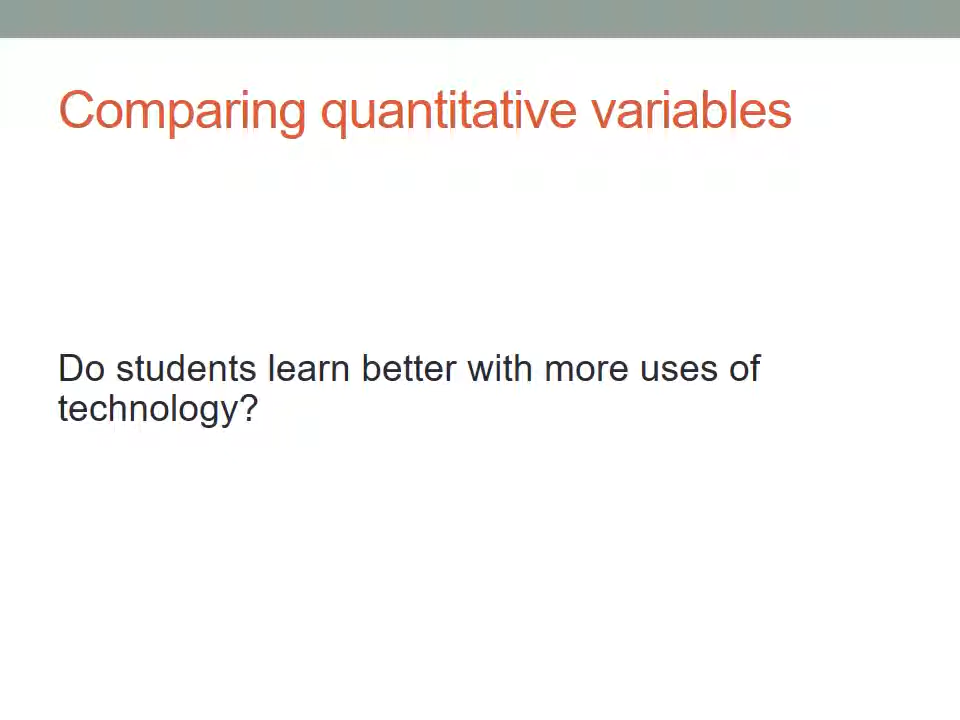 Comparing quantitative variables
Do students learn better with more uses of
technology?